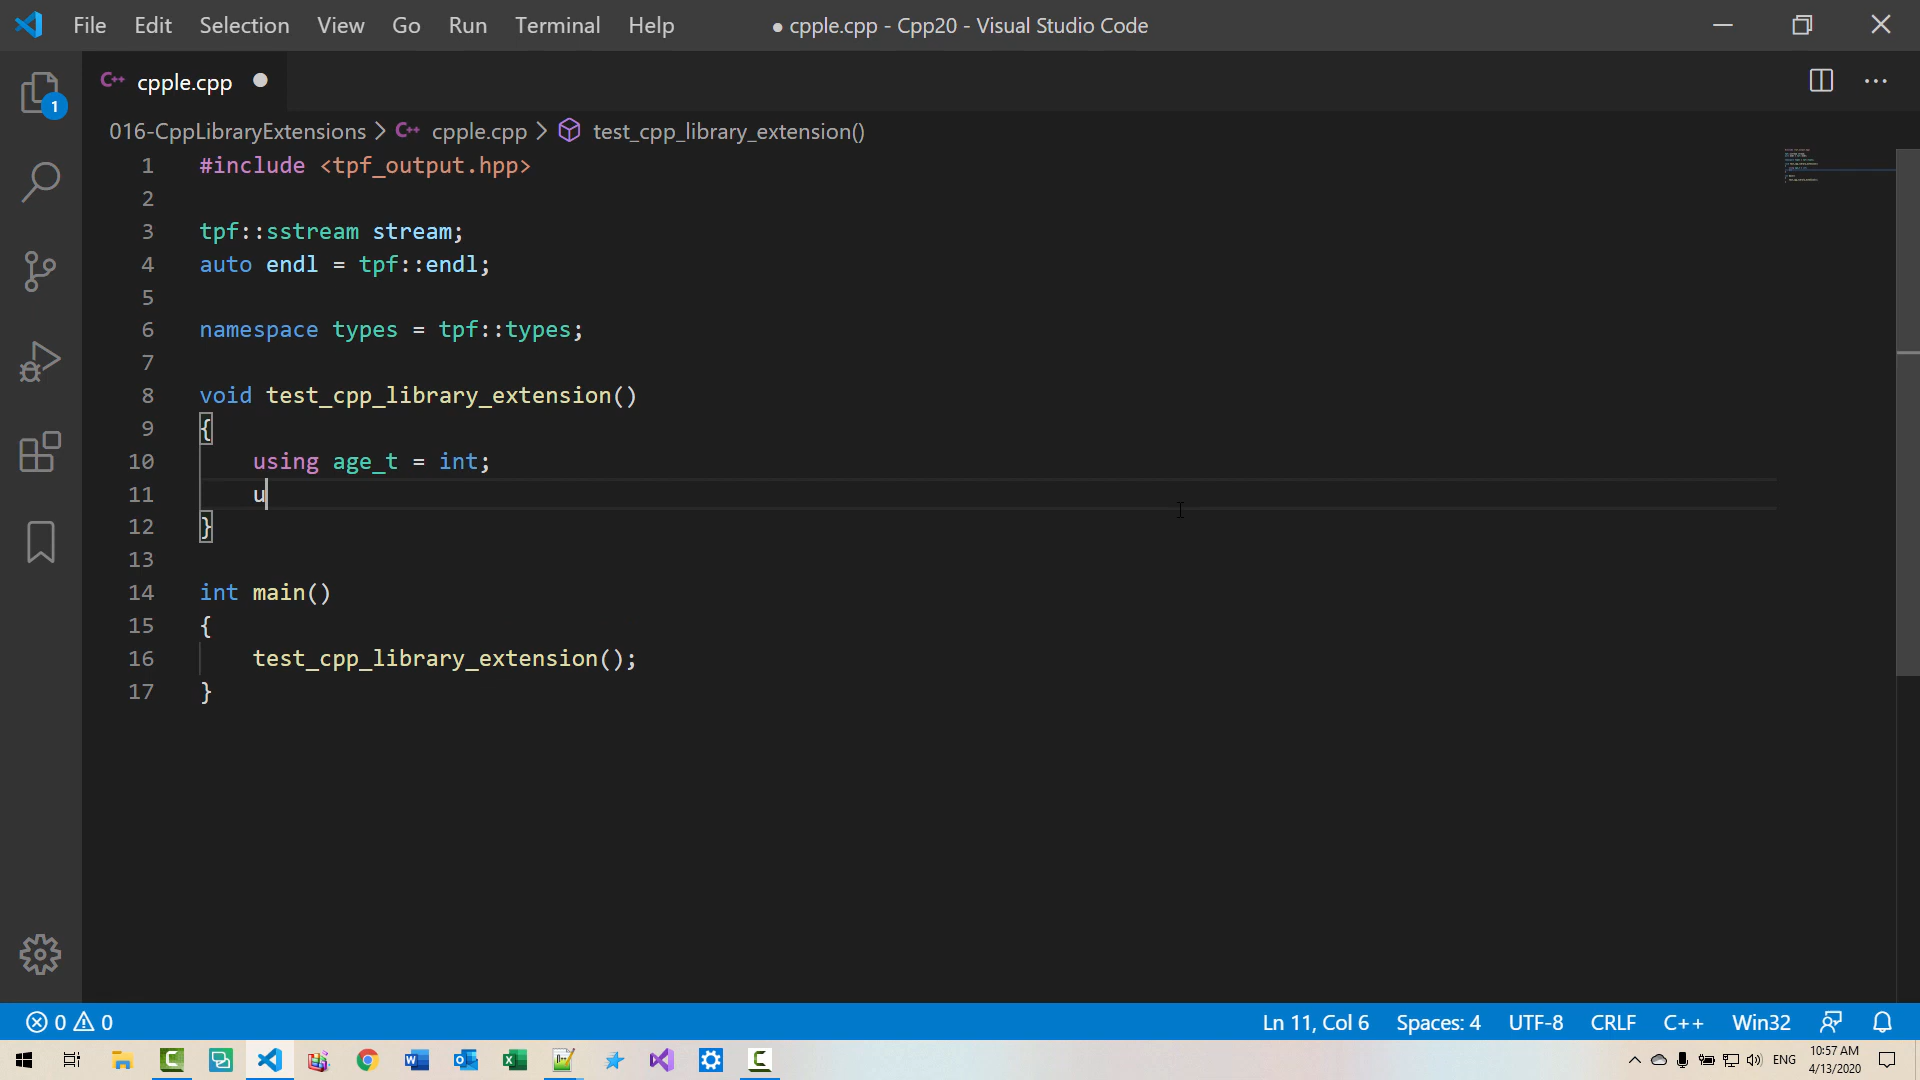 File Edit Selection View Go Run Terminal Help ● cpple.cpp - Cpp20 - Visual Studio Code
cpple.cpp
1
016-CppLibraryExtensions > cpple.cpp > test_cpp_library_extension()
1 #include <tpf_output.hpp>
2
3 tpf::sstream stream;
4 auto endl = tpf::endl;
5
6 namespace types = tpf::types;
7
8 void test_cpp_library_extension()
9 {
10 using age_t = int;
11 u
12 }
13
14 int main()
15 {
16 test_cpp_library_extension();
17 }
0 0 Ln 11, Col 6 Spaces: 4 UTF-8 CRLF C++ Win32
ENG 10:57 AM
4/13/2020